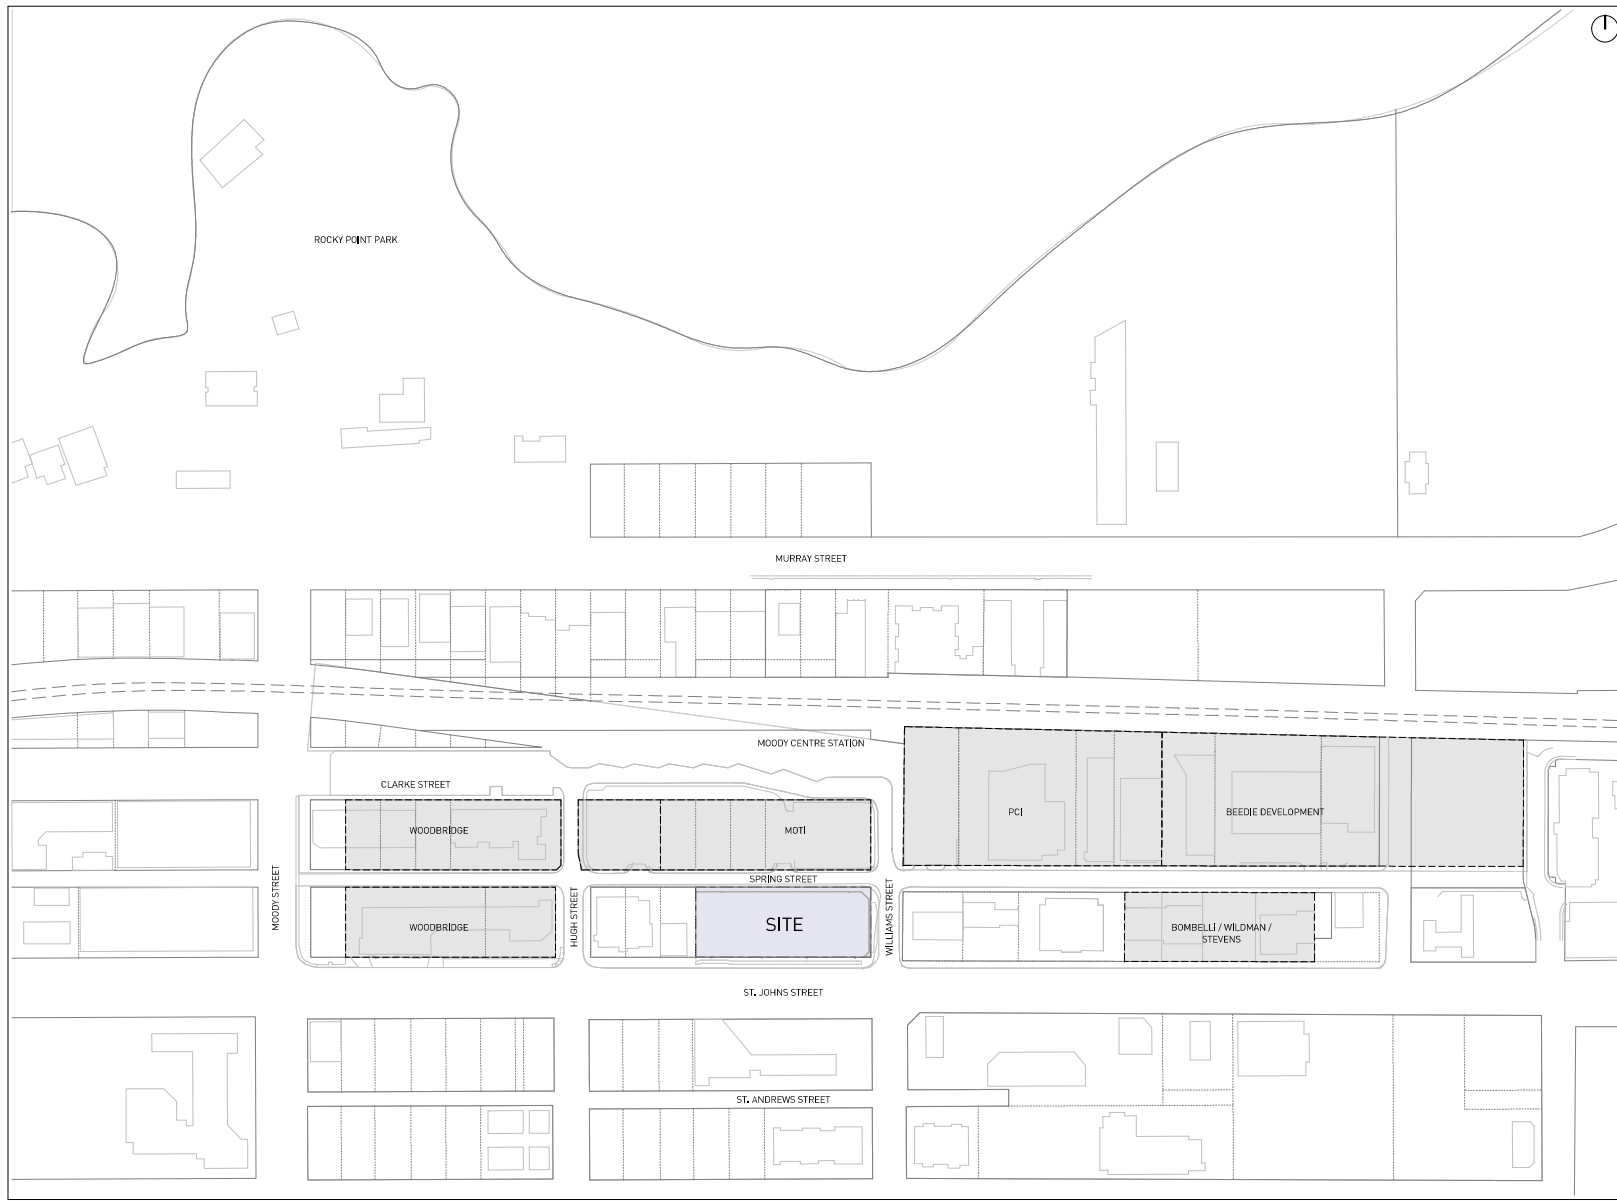 ROCKY POINT PARK
MURRAY STREET
MOODY CENTRE STATION
CLARKE STREET
WOODBRIDGE
MOTI
PCI
BEEDIE DEVELOPMENT
MOODY STREET
SPRING STREET
WOODBRIDGE
HUGH STREET
SITE
WILLIAMS STREET
BOMBELLI / WILDMAN /
STEVENS
ST. JOHNS STREET
ST. ANDREWS STREET